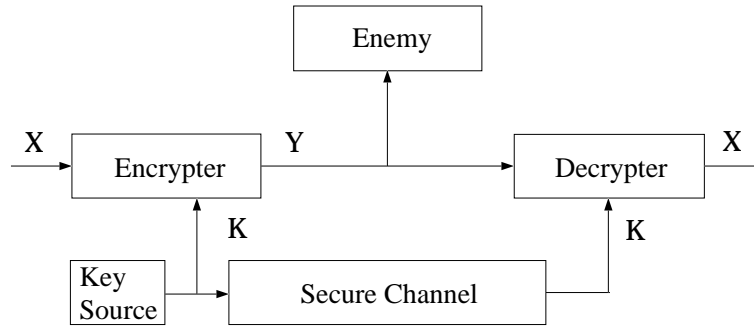 Enemy
X
Encrypter
Y
Decrypter
X
K
K
Key
Source
Secure Channel